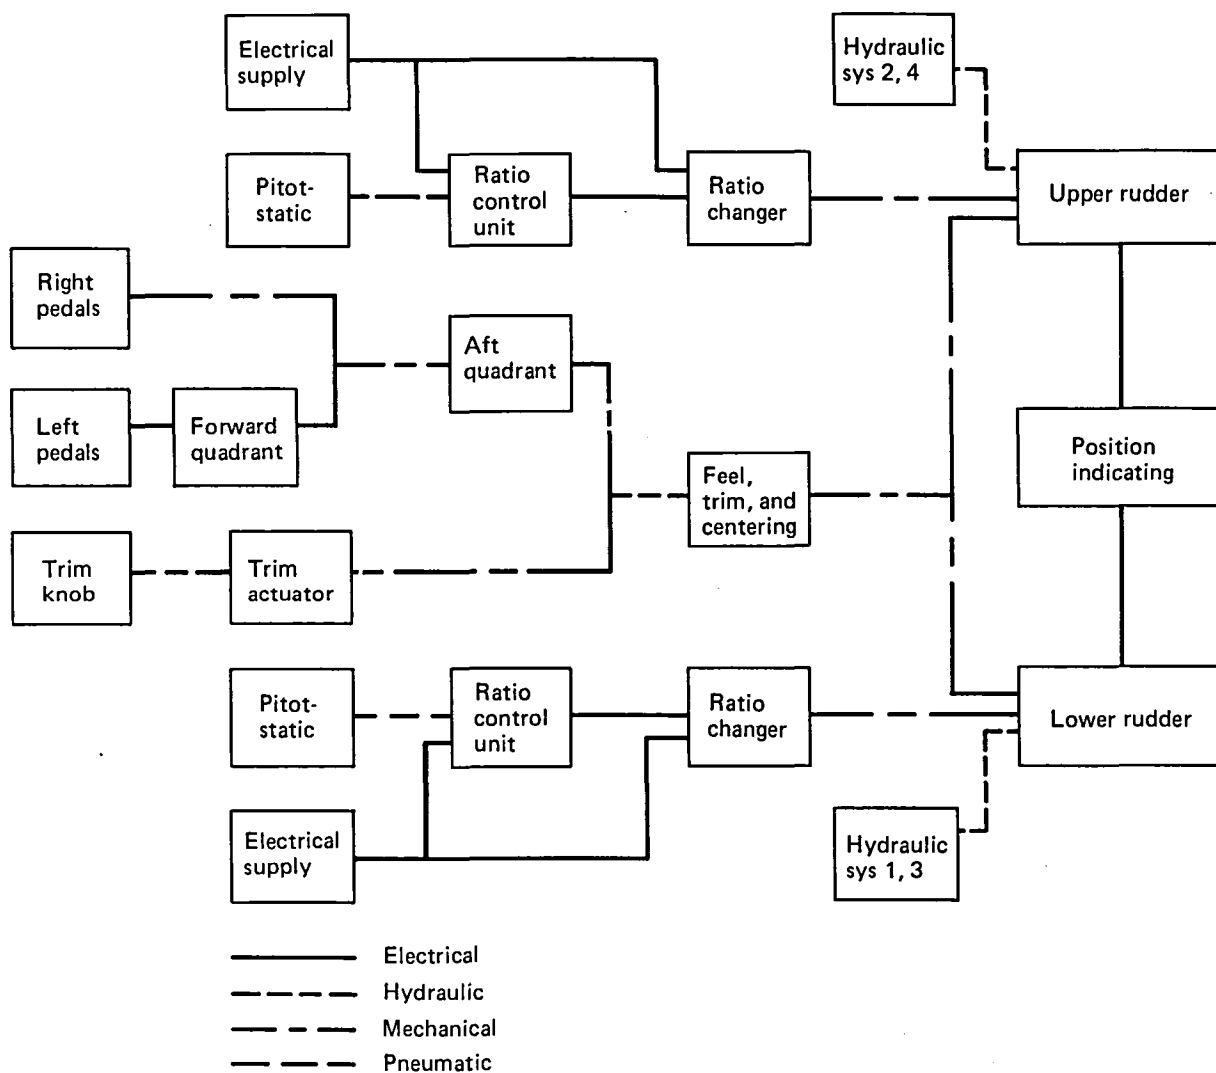 Electrical
supply
Hydraulic
sys 2, 4
Pitot-
static
Ratio
control
unit
Ratio
changer
Upper rudder
Right
pedals
Aft
quadrant
Left
pedals
Forward
quadrant
Position
indicating
Feel,
trim, and
centering
Trim
knob
Trim
actuator
Pitot-
static
Ratio
control
unit
Ratio
changer
Lower rudder
Electrical
supply
Hydraulic
sys 1, 3
Electrical
Hydraulic
Mechanical
Pneumatic